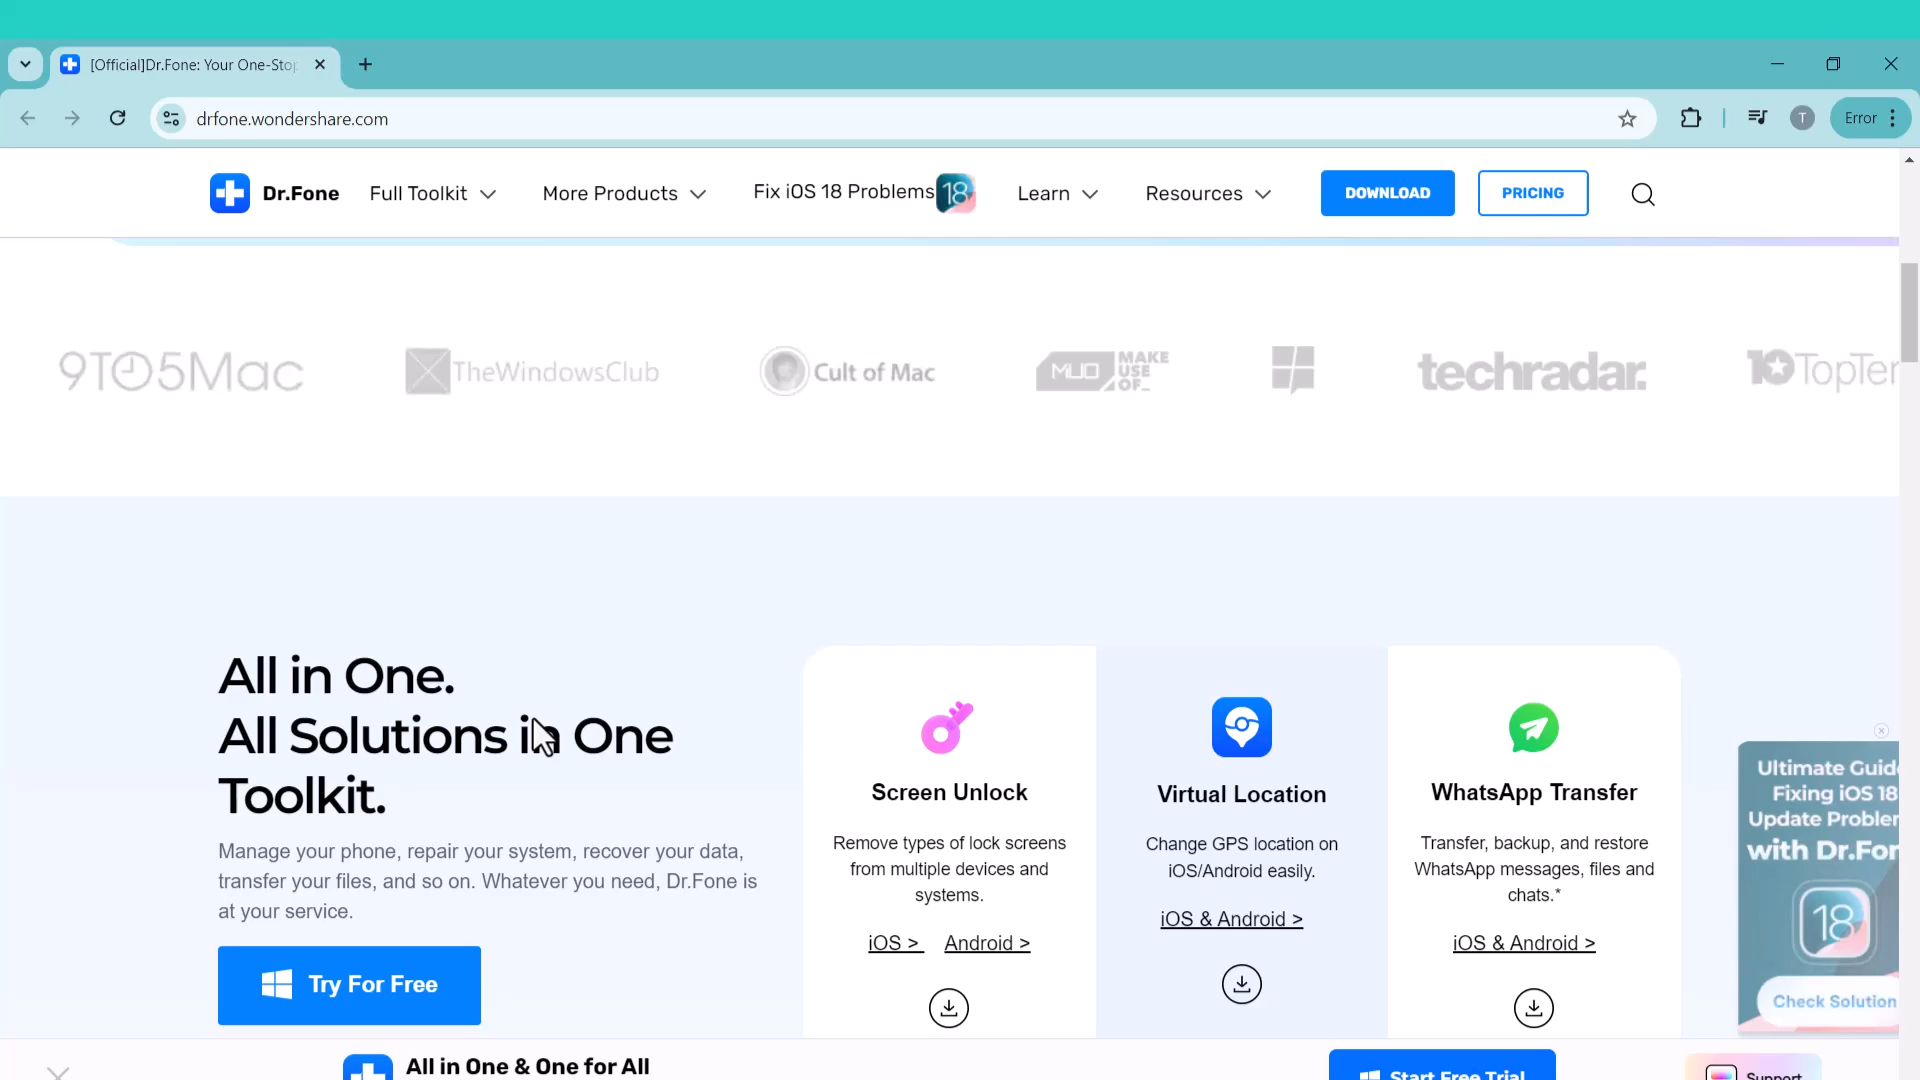 [Official]Dr.Fone: Your One-Stop
drfone.wondershare.com
T
Error
Dr.Fone
Full Toolkit
More Products
Fix iOS 18 Problems
18
Learn
Resources
DOWNLOAD
PRICING
9TO5Mac
TheWindowsClub
Cult of Mac
MUO MAKE
USE
OF_
techradar.
10 TopTen
All in One.
All Solutions in One
Toolkit.
Manage your phone, repair your system, recover your data,
transfer your files, and so on. Whatever you need, Dr.Fone is
at your service.
Try For Free
Screen Unlock
Remove types of lock screens
from multiple devices and
systems.
iOS >
Android >
Virtual Location
Change GPS location on
iOS/Android easily.
iOS & Android >
WhatsApp Transfer
Transfer, backup, and restore
WhatsApp messages, files and
chats.*
iOS & Android >
Ultimate Guide
Fixing iOS 18
Update Problem
with Dr.Fon
18
Check Solution
All in One & One for All
Start Free Trial
Support